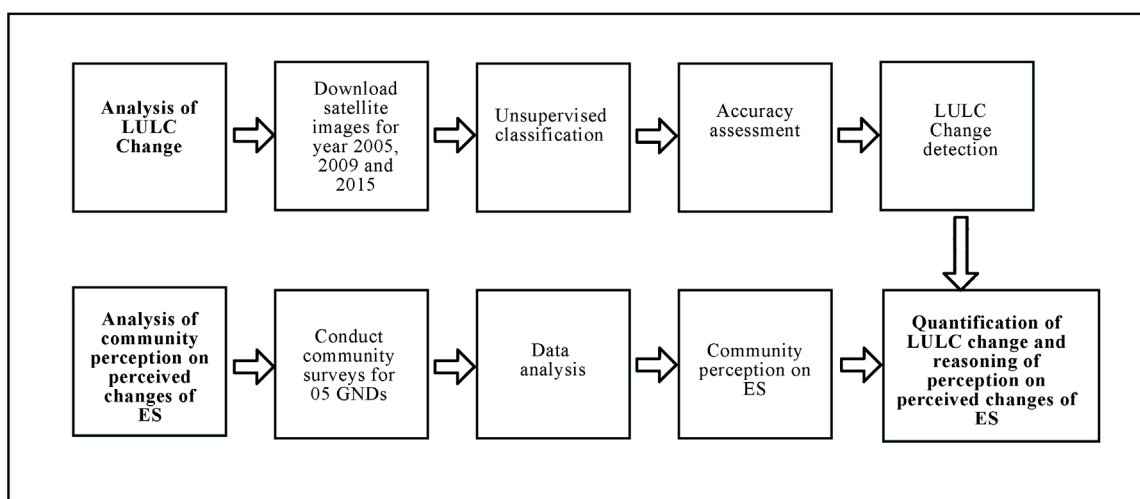 Analysis of
LULC
Change
Download
satellite
images for
year 2005,
2009 and
2015
Unsupervised
classification
Accuracy
assessment
LULC
Change
detection
Analysis of
community
perception on
perceived
changes of
ES
Conduct
community
surveys for
05 GNDs
Data
analysis
Community
perception on
ES
Quantification of
LULC change and
reasoning of
perception on
perceived changes of
ES